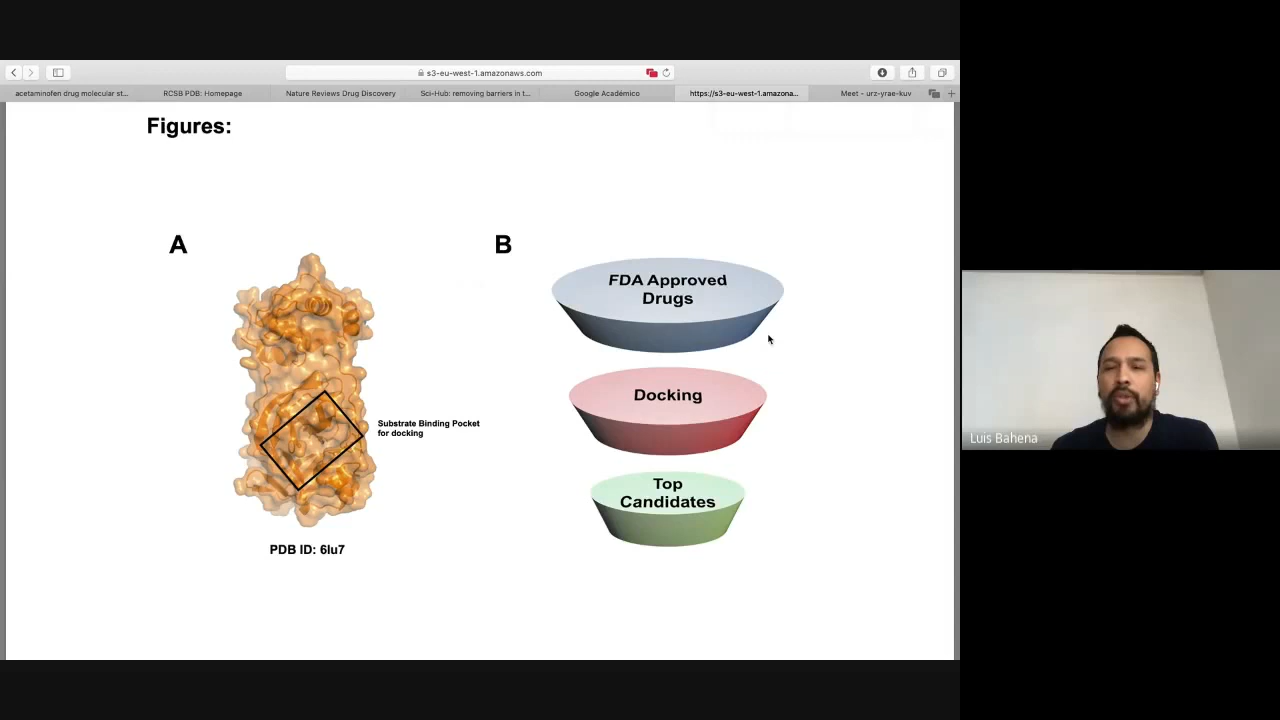 s3-eu-west-1.amazonaws.com
acetaminofen drug molecular st...
RCSB PDB: Homepage
Nature Reviews Drug Discovery
Sci-Hub: removing barriers in t...
Google Académico
https://s3-eu-west-1.amazona...
Meet - urz-yrae-kuv
Figures:
A
Substrate Binding Pocket
for docking
PDB ID: 6lu7
B
FDA Approved
Drugs
Docking
Top
Candidates
Luis Bahena